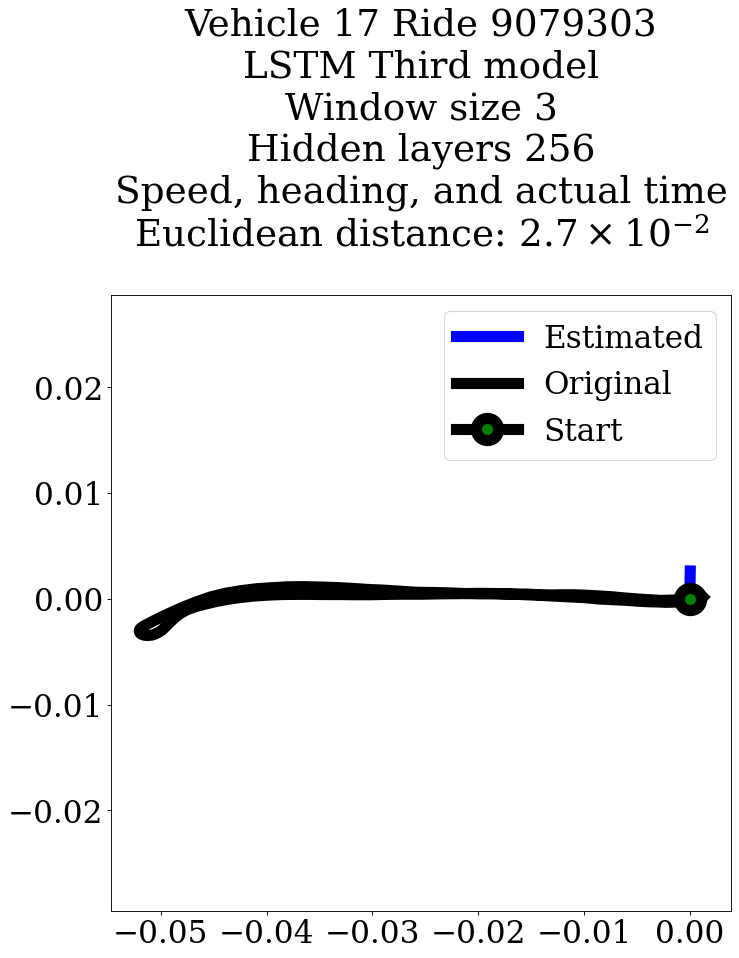 Vehicle 17 Ride 9079303
LSTM Third model
Window size 3
Hidden layers 256
Speed, heading, and actual time
Euclidean distance: 2.7 × 10⁻²
Estimated
Original
Start
0.02
0.01
0.00
−0.01
−0.02
−0.05 −0.04 −0.03 −0.02 −0.01 0.00